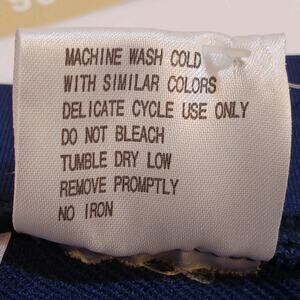 MACHINE WASH COLD
WITH SIMILAR COLORS
DELICATE CYCLE USE ONLY
DO NOT BLEACH
TUMBLE DRY LOW
REMOVE PROMPTLY
NO IRON